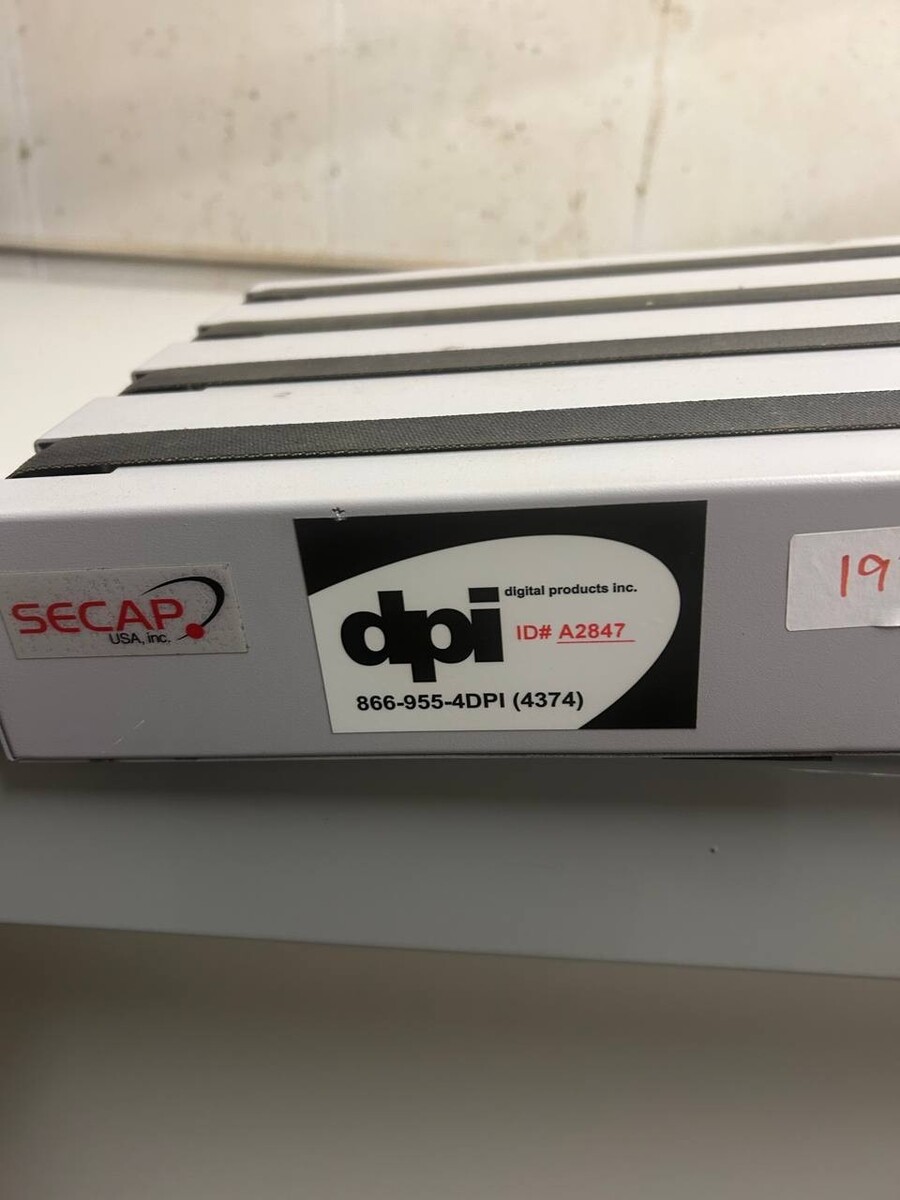 SECAP
USA, inc.
dpi
digital products inc.
ID# A2847
866-955-4DPI (4374)
19